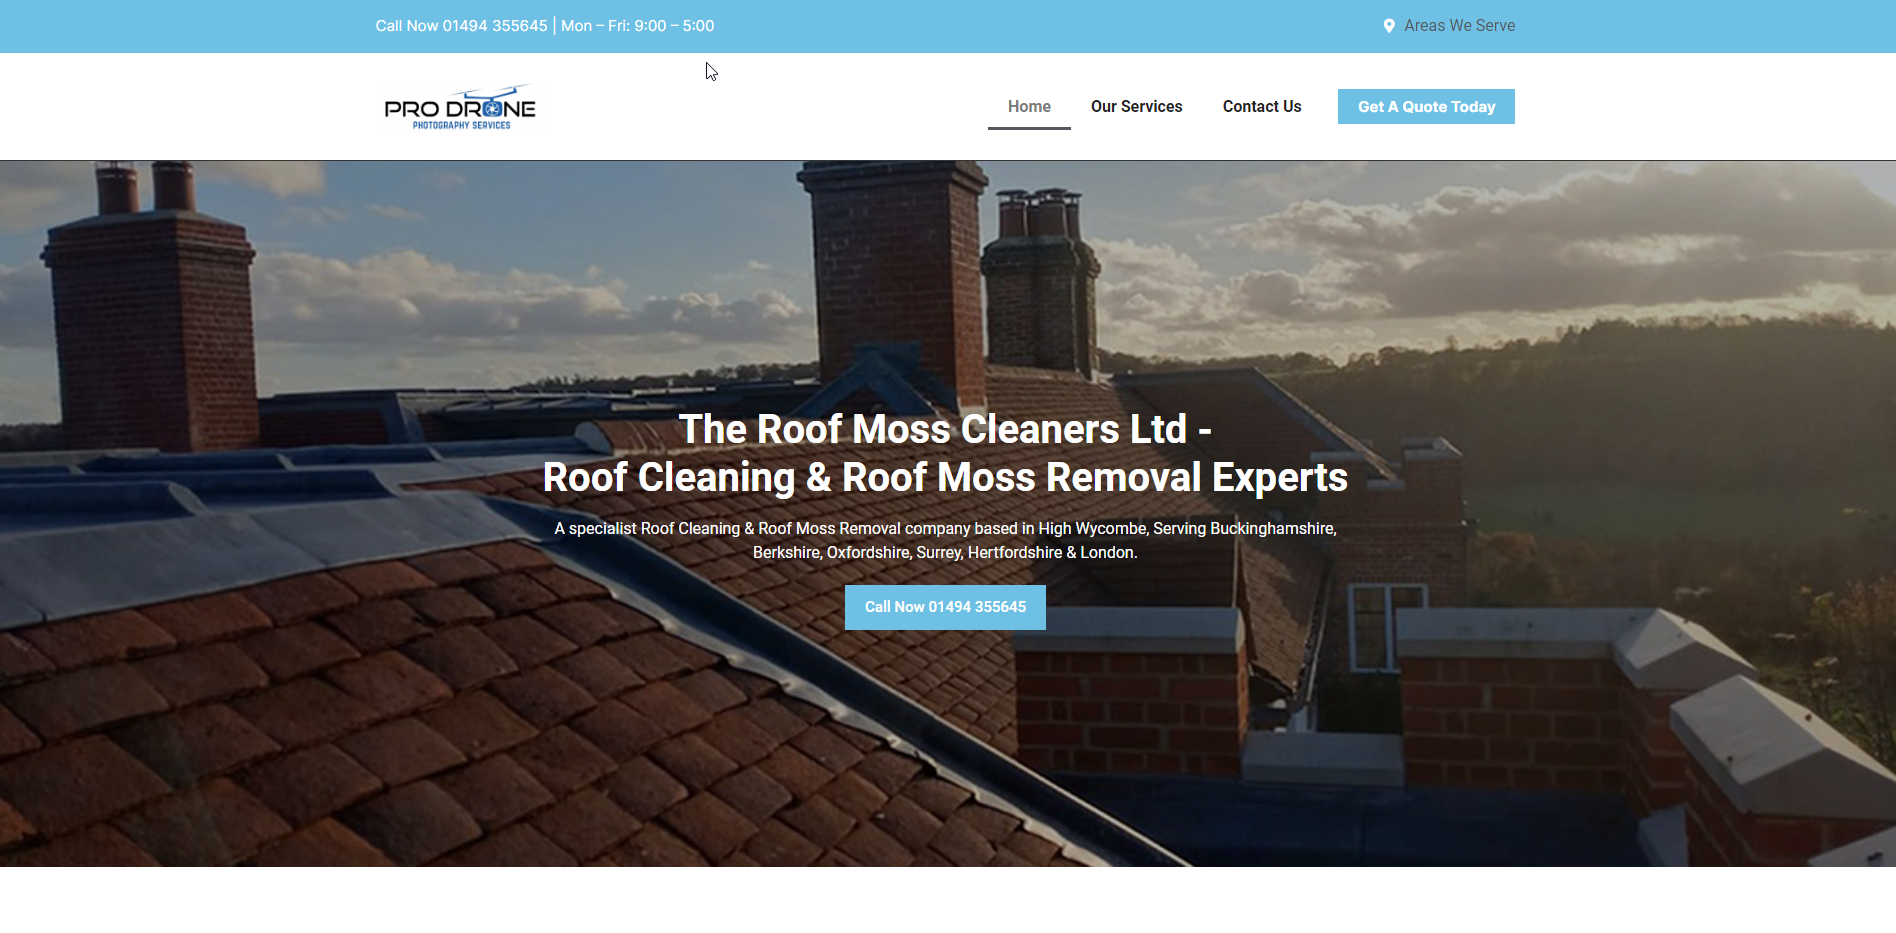 Call Now 01494 355645 | Mon – Fri: 9:00 – 5:00
Areas We Serve
PRO DRONE
PHOTOGRAPHY SERVICES
Home
Our Services
Contact Us
Get A Quote Today
The Roof Moss Cleaners Ltd -
Roof Cleaning & Roof Moss Removal Experts
A specialist Roof Cleaning & Roof Moss Removal company based in High Wycombe, Serving Buckinghamshire,
Berkshire, Oxfordshire, Surrey, Hertfordshire & London.
Call Now 01494 355645